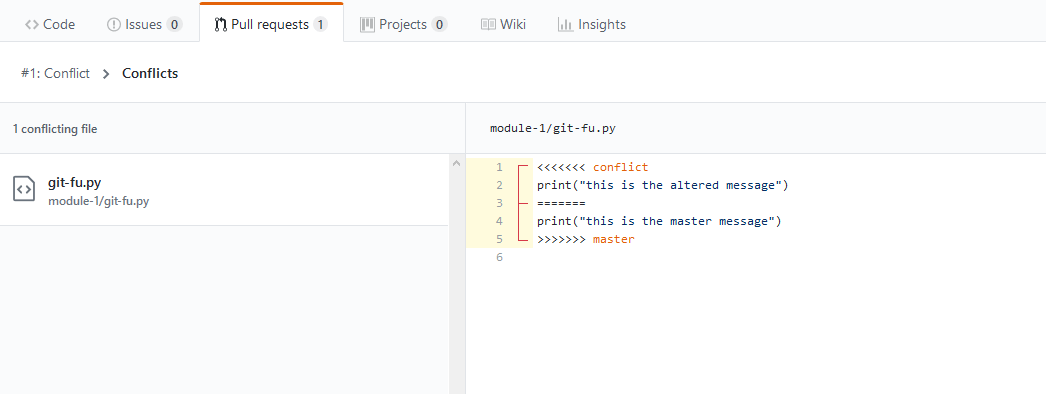 Code Issues 0 Pull requests 1 Projects 0 Wiki Insights
#1: Conflict Conflicts
1 conflicting file
module-1/git-fu.py
git-fu.py
module-1/git-fu.py
1 <<<<<<< conflict
2 print("this is the altered message")
3 =======
4 print("this is the master message")
5 >>>>>>> master
6